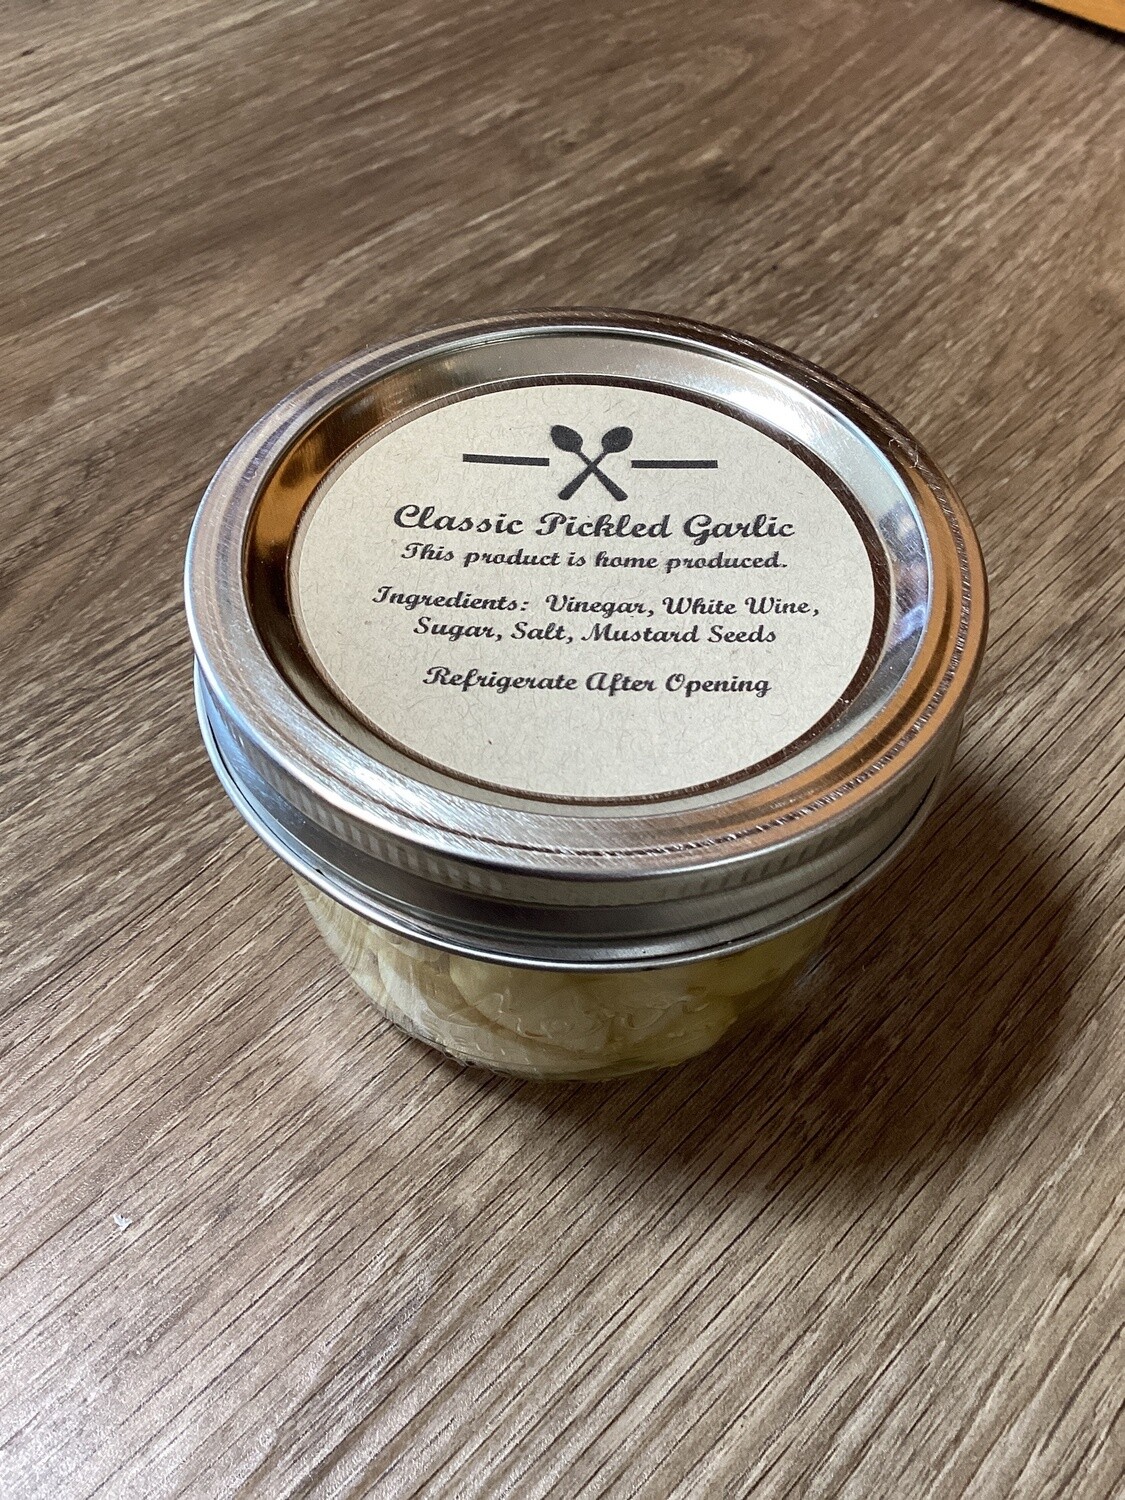 Classic Pickled Garlic
This product is home produced.
Ingredients: Vinegar, White Wine,
Sugar, Salt, Mustard Seeds
Refrigerate After Opening